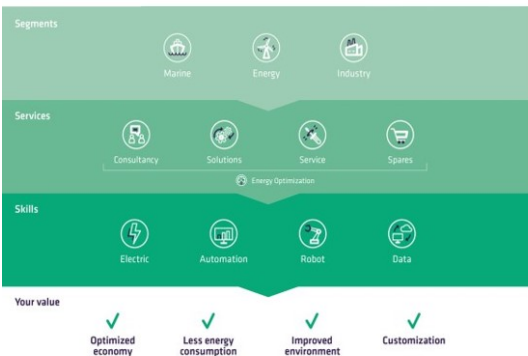 Segments
Marine Energy Industry
Services
Consultancy Solutions Service Spares
Energy Optimization
Skills
Electric Automation Robot Data
Your value
Optimized Less energy Improved Customization
economy consumption environment